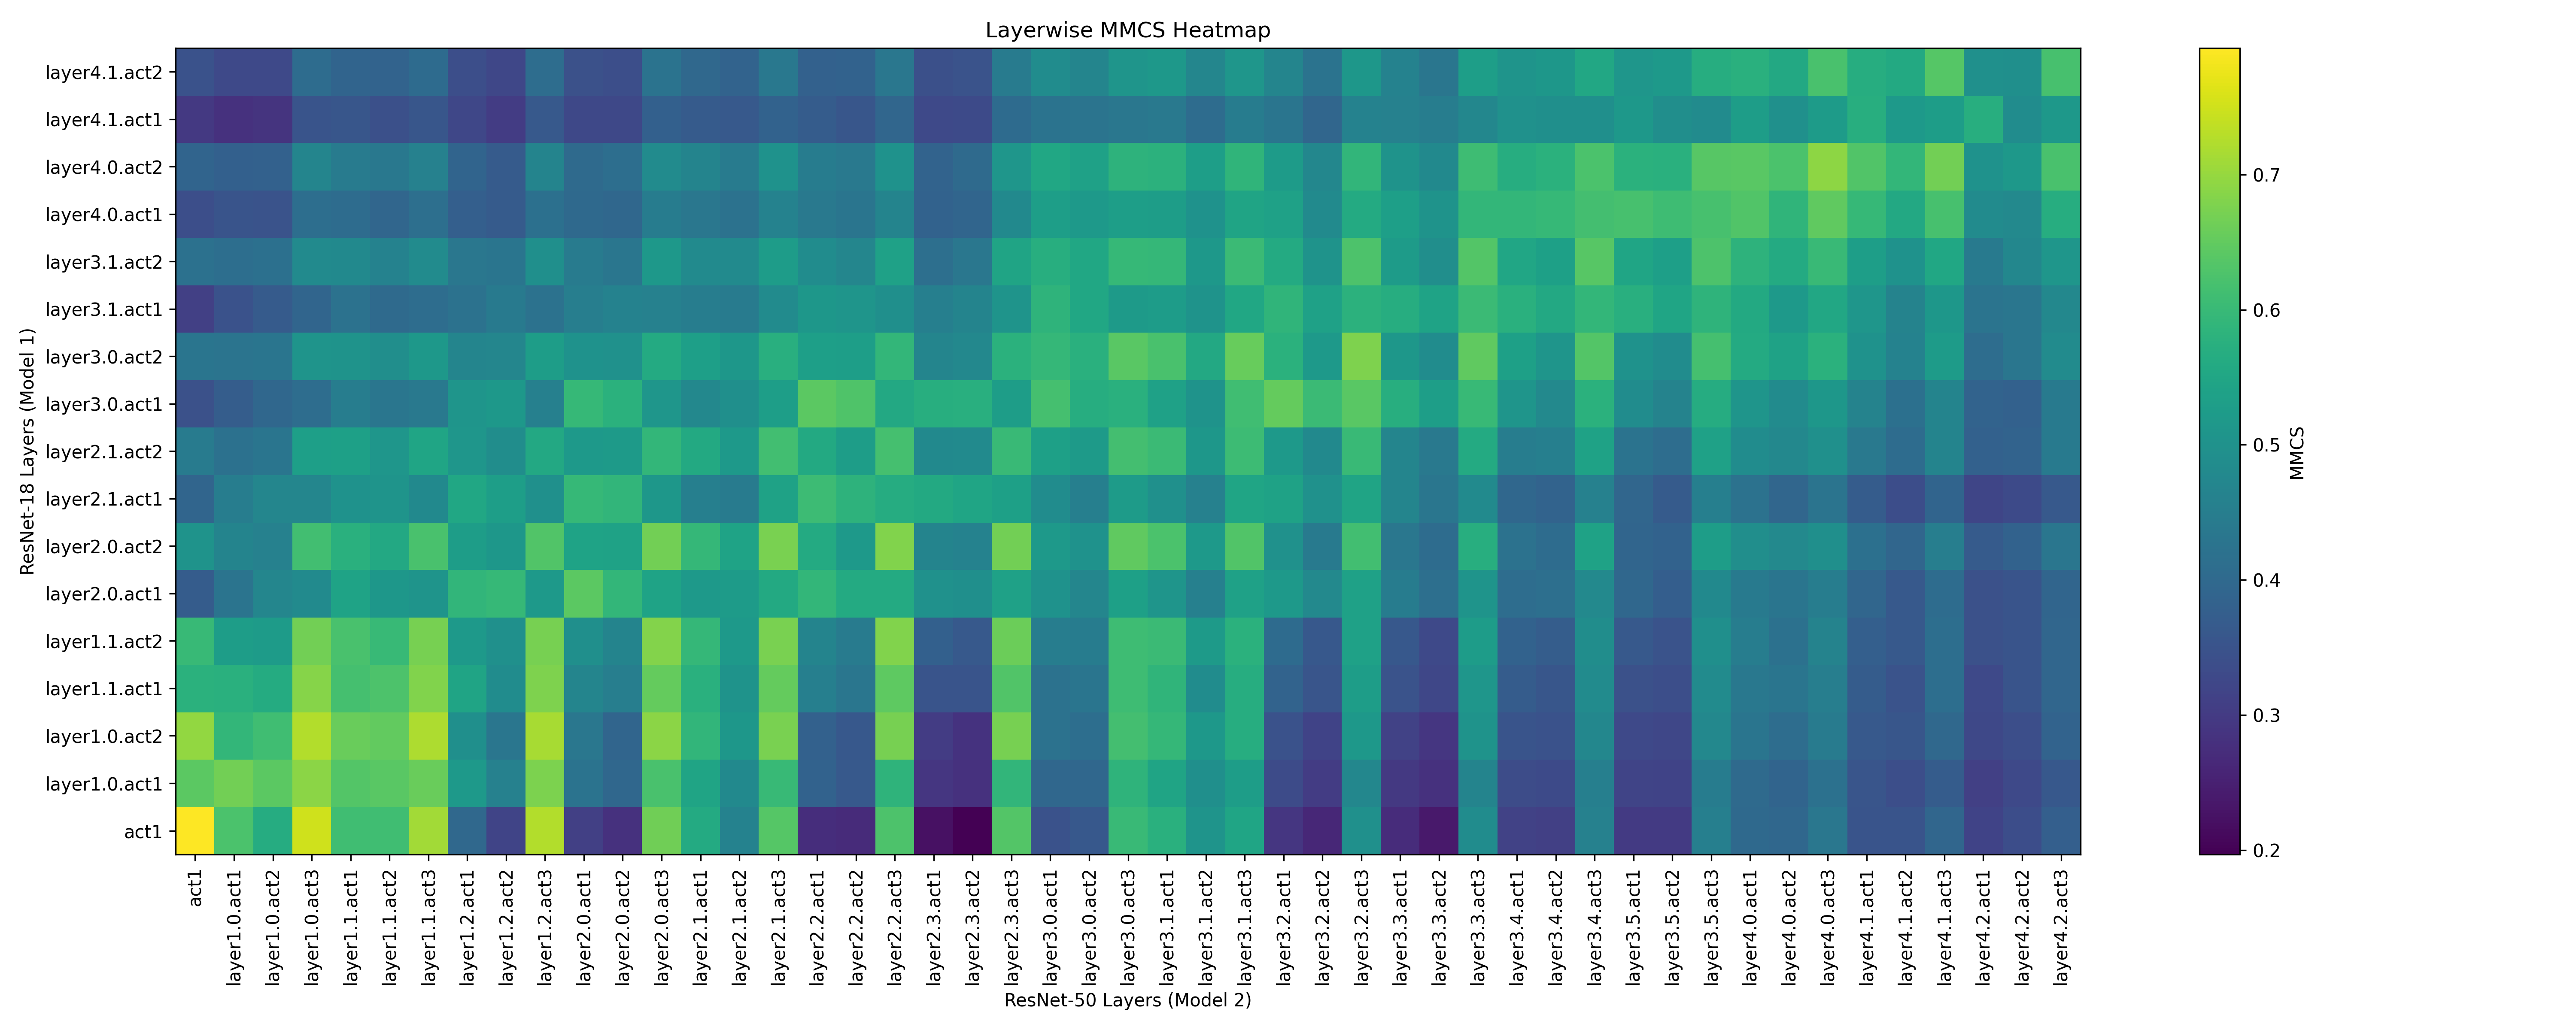 Layerwise MMCS Heatmap
ResNet-18 Layers (Model 1)
layer4.1.act2
layer4.1.act1
layer4.0.act2
layer4.0.act1
layer3.1.act2
layer3.1.act1
layer3.0.act2
layer3.0.act1
layer2.1.act2
layer2.1.act1
layer2.0.act2
layer2.0.act1
layer1.1.act2
layer1.1.act1
layer1.0.act2
layer1.0.act1
act1
act1
layer1.0.act1
layer1.0.act2
layer1.0.act3
layer1.1.act1
layer1.1.act2
layer1.1.act3
layer1.2.act1
layer1.2.act2
layer1.2.act3
layer2.0.act1
layer2.0.act2
layer2.0.act3
layer2.1.act1
layer2.1.act2
layer2.1.act3
layer2.2.act1
layer2.2.act2
layer2.2.act3
layer2.3.act1
layer2.3.act2
layer2.3.act3
layer3.0.act1
layer3.0.act2
layer3.0.act3
layer3.1.act1
layer3.1.act2
layer3.1.act3
layer3.2.act1
layer3.2.act2
layer3.2.act3
layer3.3.act1
layer3.3.act2
layer3.3.act3
layer3.4.act1
layer3.4.act2
layer3.4.act3
layer3.5.act1
layer3.5.act2
layer3.5.act3
layer4.0.act1
layer4.0.act2
layer4.0.act3
layer4.1.act1
layer4.1.act2
layer4.1.act3
layer4.2.act1
layer4.2.act2
layer4.2.act3
ResNet-50 Layers (Model 2)
0.7
0.6
0.5
0.4
0.3
0.2
MMCS